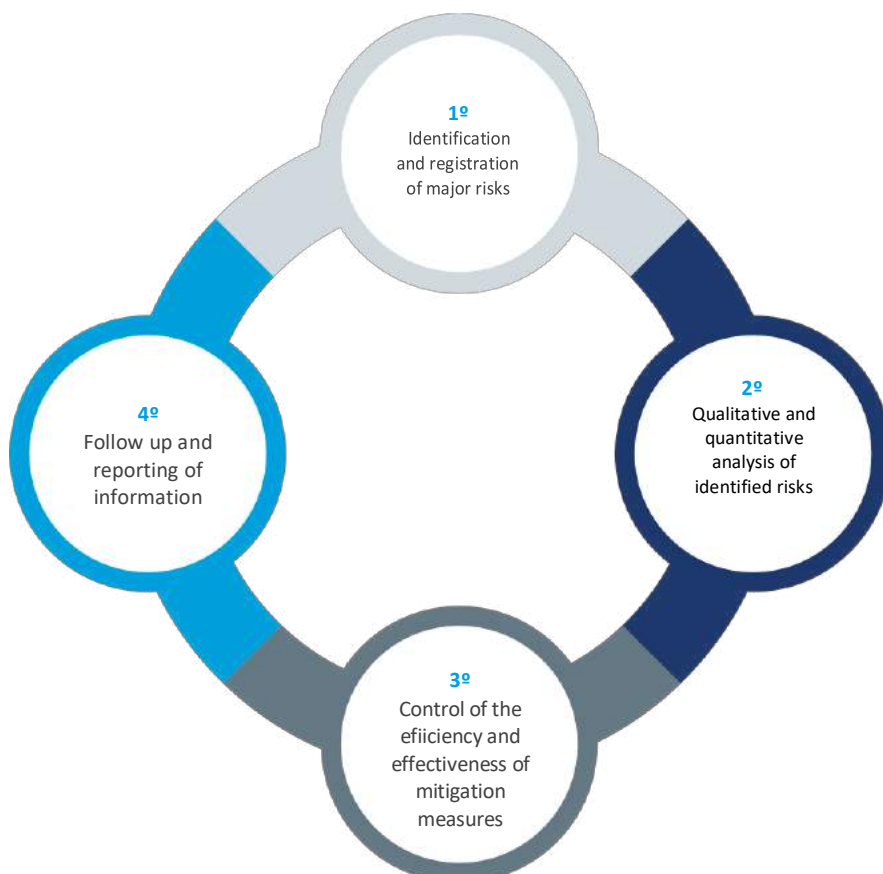 1º
Identification
and registration
of major risks
2º
Qualitative and
quantitative
analysis of
identified risks
3º
Control of the
efiiciency and
effectiveness of
mitigation
measures
4º
Follow up and
reporting of
information